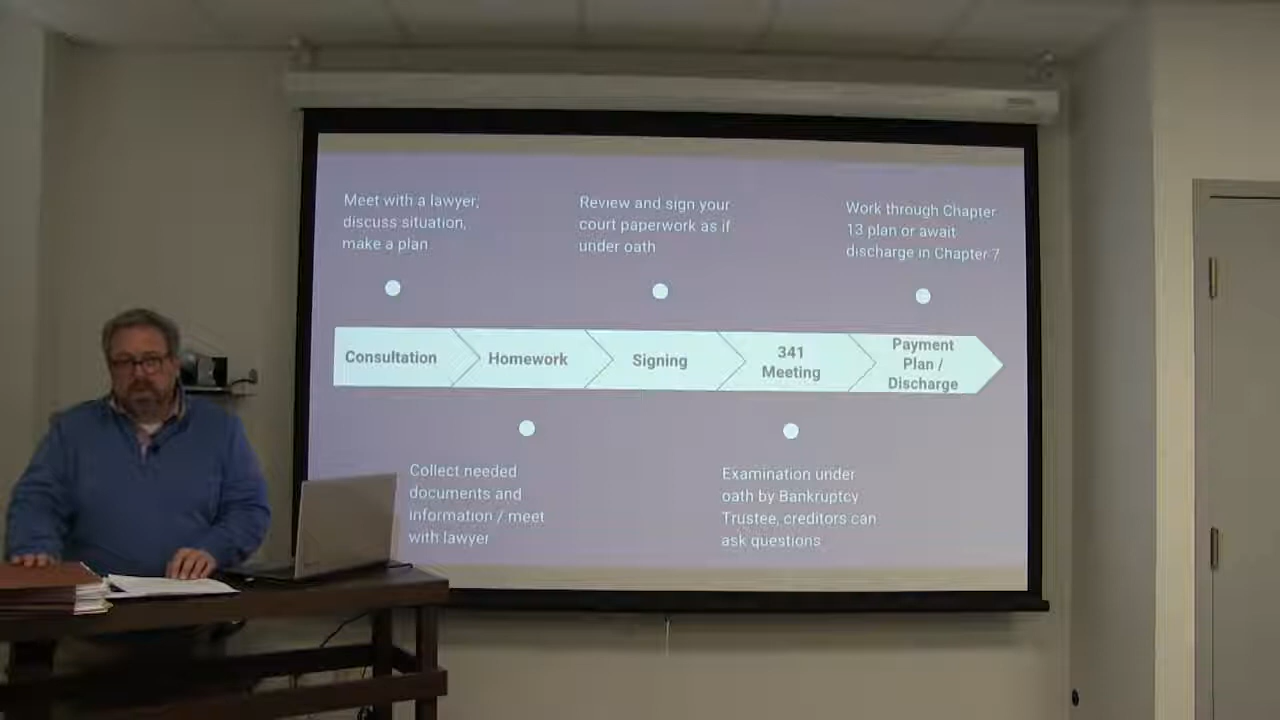 Meet with a lawyer,
discuss situation,
make a plan
Review and sign your
court paperwork as if
under oath
Work through Chapter
13 plan or await
discharge in Chapter 7
Consultation
Homework
Signing
341
Meeting
Payment
Plan /
Discharge
Collect needed
documents and
information / meet
with lawyer
Examination under
oath by Bankruptcy
Trustee, creditors can
ask questions